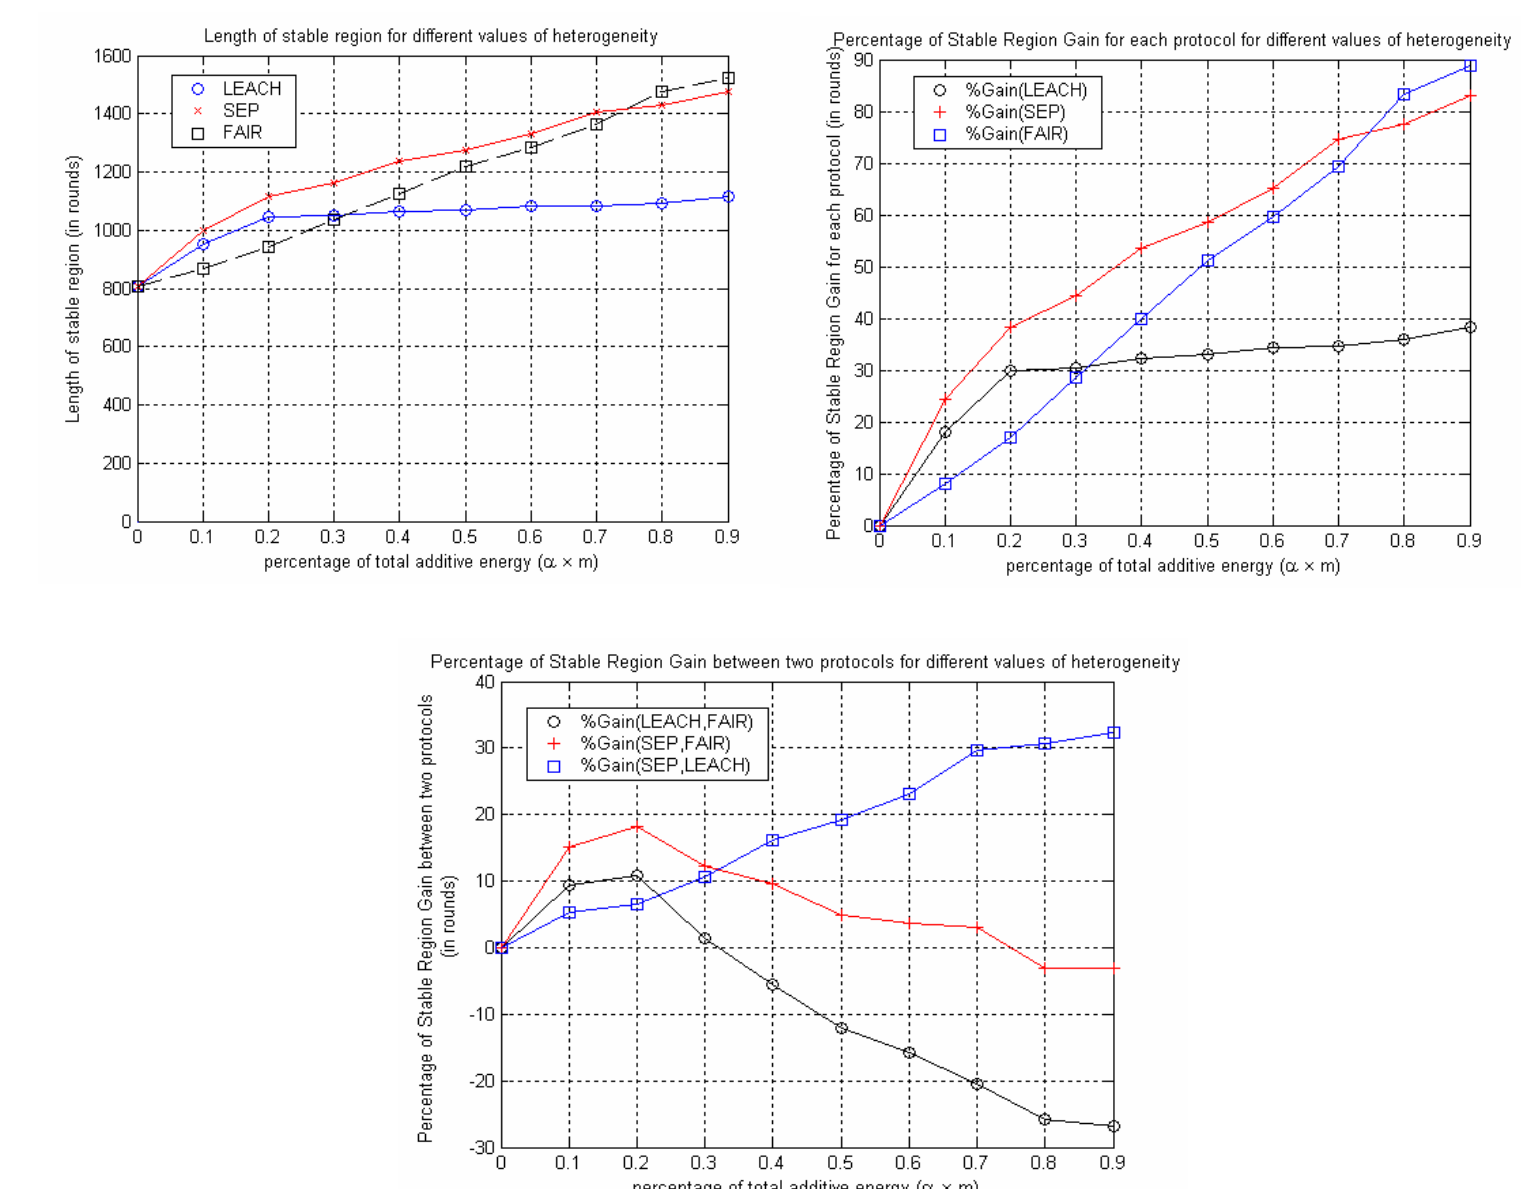 Length of stable region for different values of heterogeneity
1600
1400
1200
1000
800
600
400
200
0
Length of stable region (in rounds)
LEACH
SEP
FAIR
0 0.1 0.2 0.3 0.4 0.5 0.6 0.7 0.8 0.9
percentage of total additive energy (α × m)
Percentage of Stable Region Gain for each protocol for different values of heterogeneity
90
80
70
60
50
40
30
20
10
0
Percentage of Stable Region Gain for each protocol (in rounds)
%Gain(LEACH)
%Gain(SEP)
%Gain(FAIR)
0 0.1 0.2 0.3 0.4 0.5 0.6 0.7 0.8 0.9
percentage of total additive energy (α × m)
Percentage of Stable Region Gain between two protocols for different values of heterogeneity
40
30
20
10
0
-10
-20
-30
Percentage of Stable Region Gain between two protocols
(in rounds)
%Gain(LEACH,FAIR)
%Gain(SEP,FAIR)
%Gain(SEP,LEACH)
0 0.1 0.2 0.3 0.4 0.5 0.6 0.7 0.8 0.9
percentage of total additive energy (α × m)